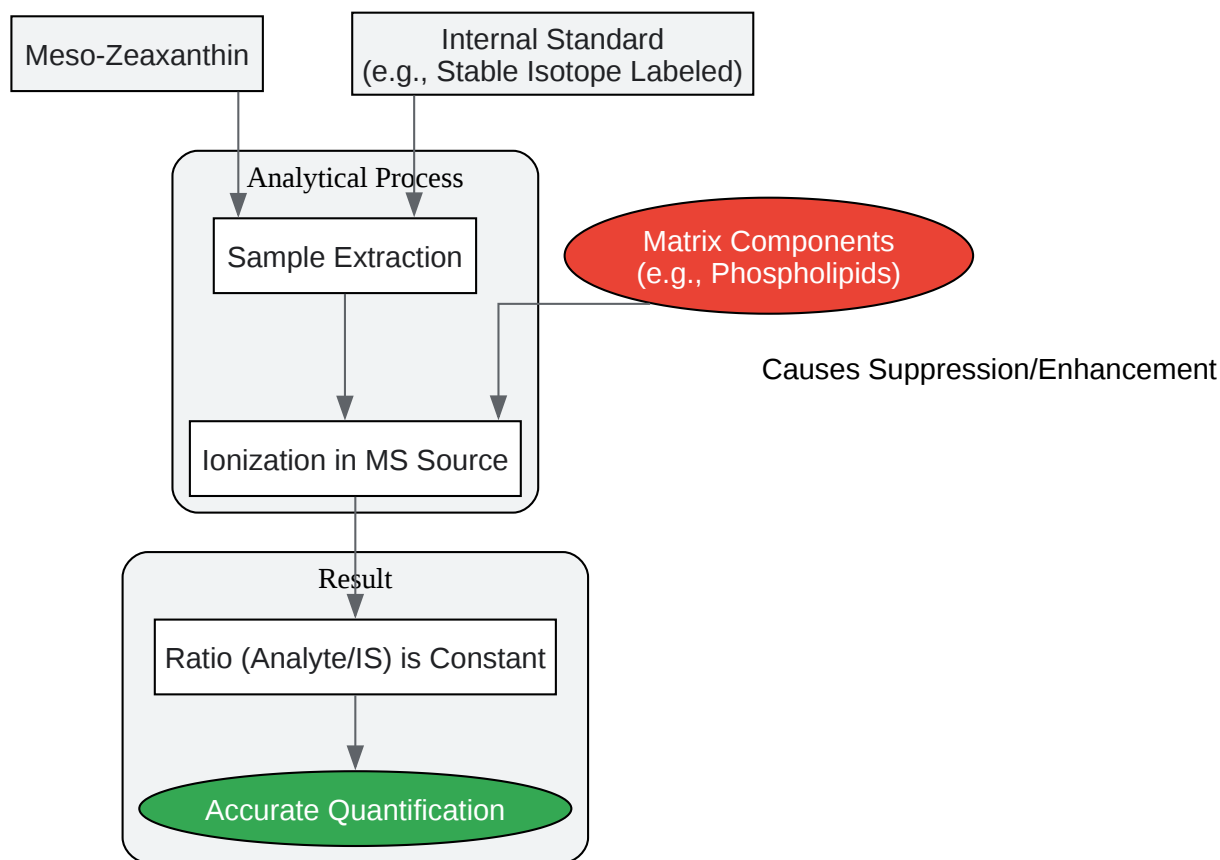 Meso-Zeaxanthin
Internal Standard
(e.g., Stable Isotope Labeled)
Analytical Process
Sample Extraction
Matrix Components
(e.g., Phospholipids)
Causes Suppression/Enhancement
Ionization in MS Source
Result
Ratio (Analyte/IS) is Constant
Accurate Quantification